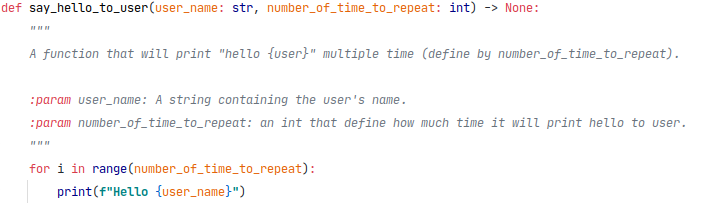 def say_hello_to_user(user_name: str, number_of_time_to_repeat: int) -> None:
    """
    A function that will print "hello {user}" multiple time (define by number_of_time_to_repeat).

    :param user_name: A string containing the user's name.
    :param number_of_time_to_repeat: an int that define how much time it will print hello to user.
    """
    for i in range(number_of_time_to_repeat):
        print(f"Hello {user_name}")